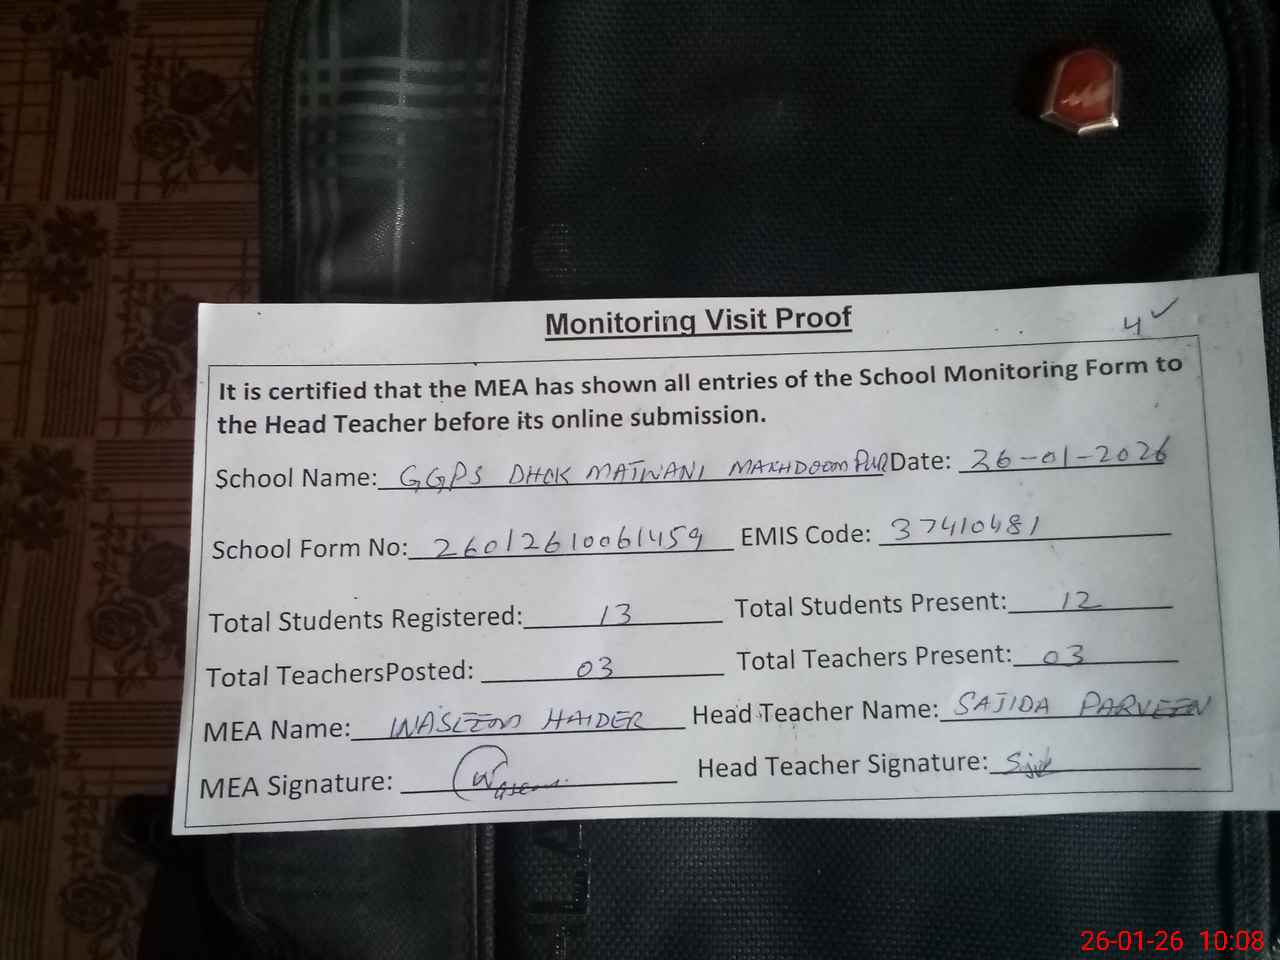 Monitoring Visit Proof
4
It is certified that the MEA has shown all entries of the School Monitoring Form to
the Head Teacher before its online submission.
School Name: GGPS DHOK MATWANI MAKHDOOM PUR Date: 26-01-2026
School Form No: 26012610061459 EMIS Code: 37410481
Total Students Registered: 13 Total Students Present: 12
Total TeachersPosted: 03 Total Teachers Present: 03
MEA Name: WASEEM HAIDER Head Teacher Name: SAJIDA PARVEEN
MEA Signature: Head Teacher Signature:
26-01-26 10:08